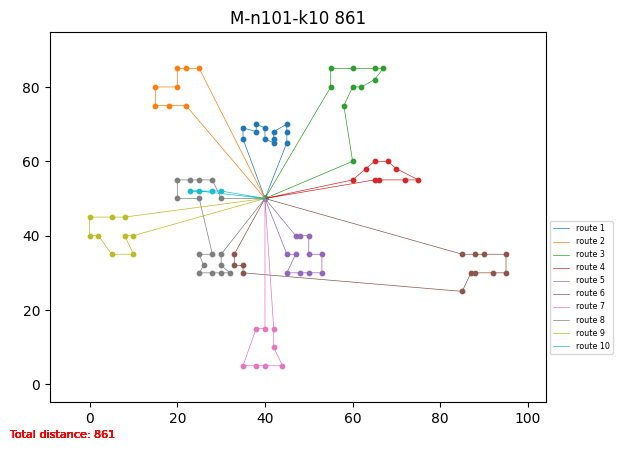 M-n101-k10 861
80
60
40
20
0
0 20 40 60 80 100
route 1
route 2
route 3
route 4
route 5
route 6
route 7
route 8
route 9
route 10
Total distance: 861